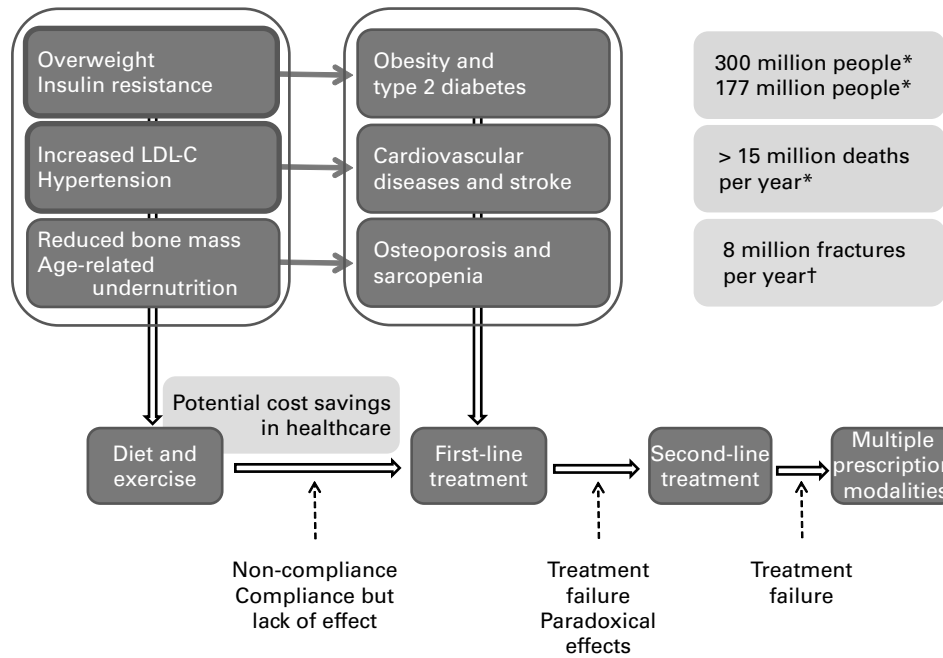 Overweight
Insulin resistance
Obesity and
type 2 diabetes
300 million people*
177 million people*
Increased LDL-C
Hypertension
Cardiovascular
diseases and stroke
> 15 million deaths
per year*
Reduced bone mass
Age-related
undernutrition
Osteoporosis and
sarcopenia
8 million fractures
per year†
Potential cost savings
in healthcare
Diet and
exercise
First-line
treatment
Second-line
treatment
Multiple
prescription
modalities
Non-compliance
Compliance but
lack of effect
Treatment
failure
Paradoxical
effects
Treatment
failure